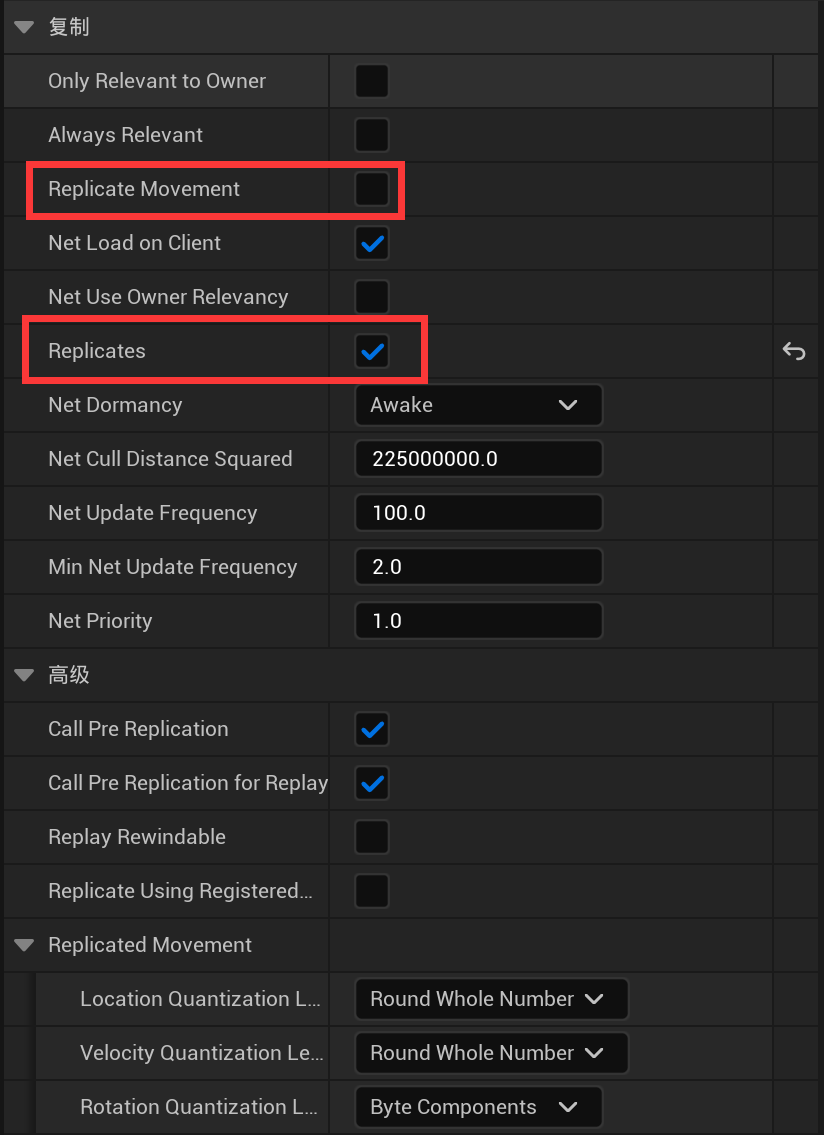 复制
Only Relevant to Owner
Always Relevant
Replicate Movement
Net Load on Client
Net Use Owner Relevancy
Replicates
Net Dormancy Awake
Net Cull Distance Squared 225000000.0
Net Update Frequency 100.0
Min Net Update Frequency 2.0
Net Priority 1.0
高级
Call Pre Replication
Call Pre Replication for Replay
Replay Rewindable
Replicate Using Registered...
Replicated Movement
Location Quantization L... Round Whole Number
Velocity Quantization Le... Round Whole Number
Rotation Quantization L... Byte Components